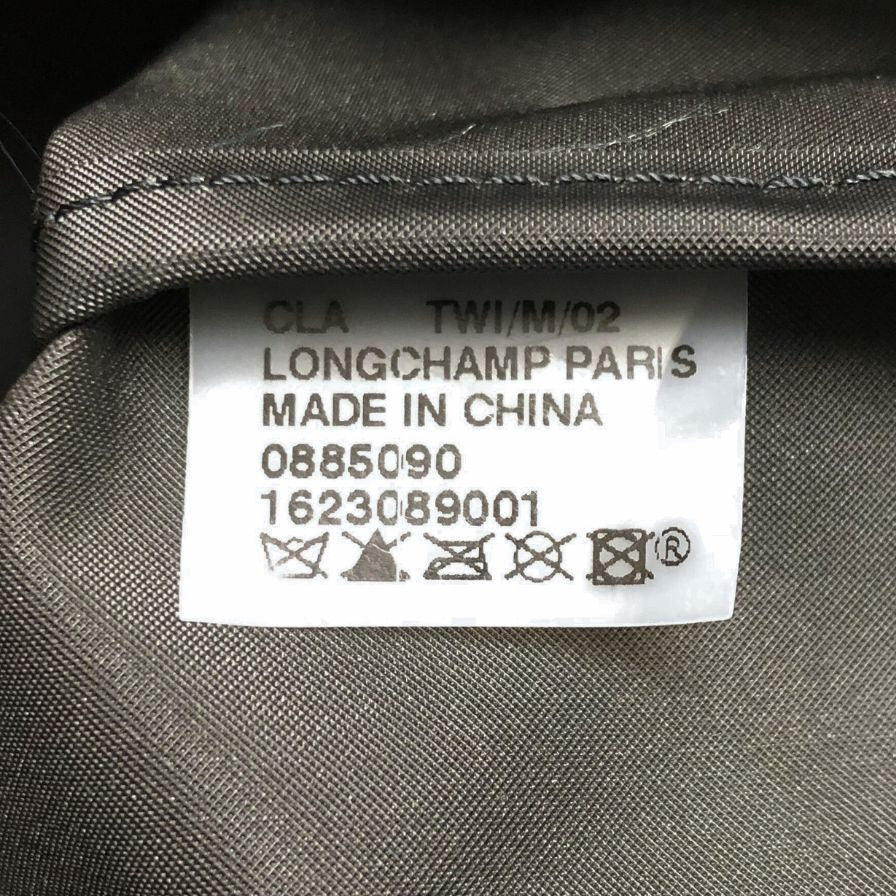 CLA TWI/M/02
LONGCHAMP PARIS
MADE IN CHINA
0885090
1623089001
®